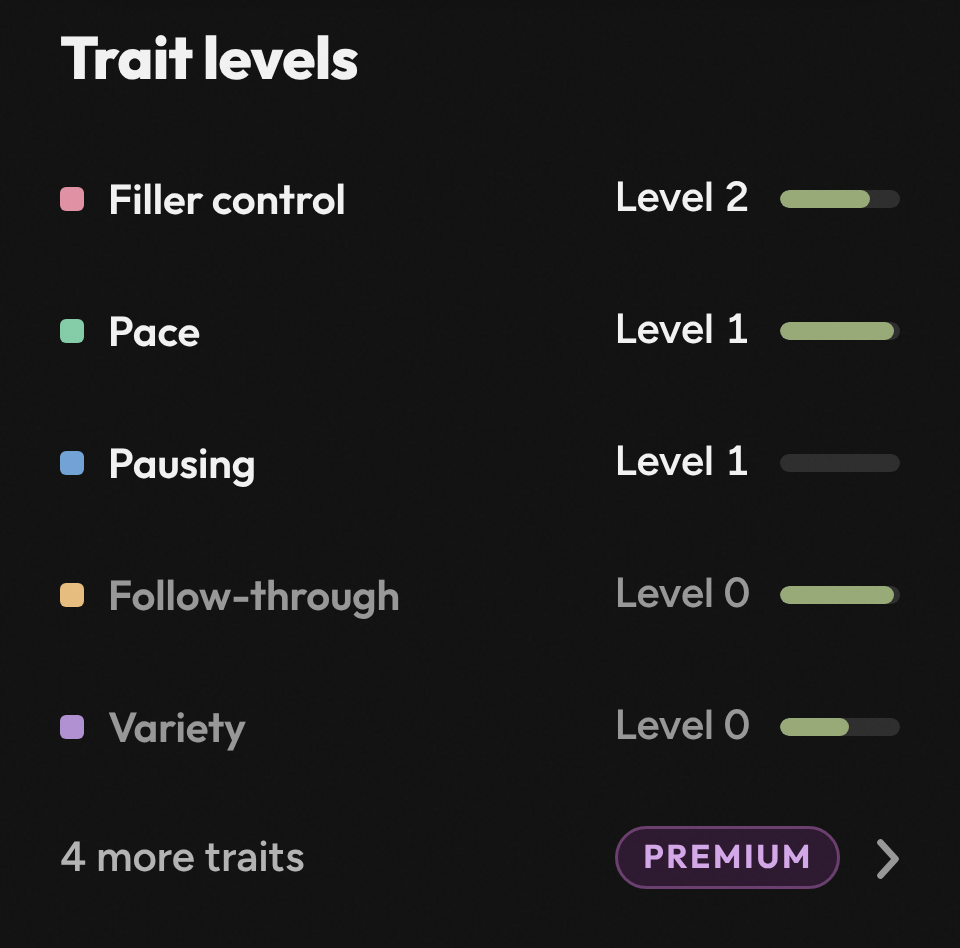 Trait levels
Filler control Level 2
Pace Level 1
Pausing Level 1
Follow-through Level 0
Variety Level 0
4 more traits PREMIUM